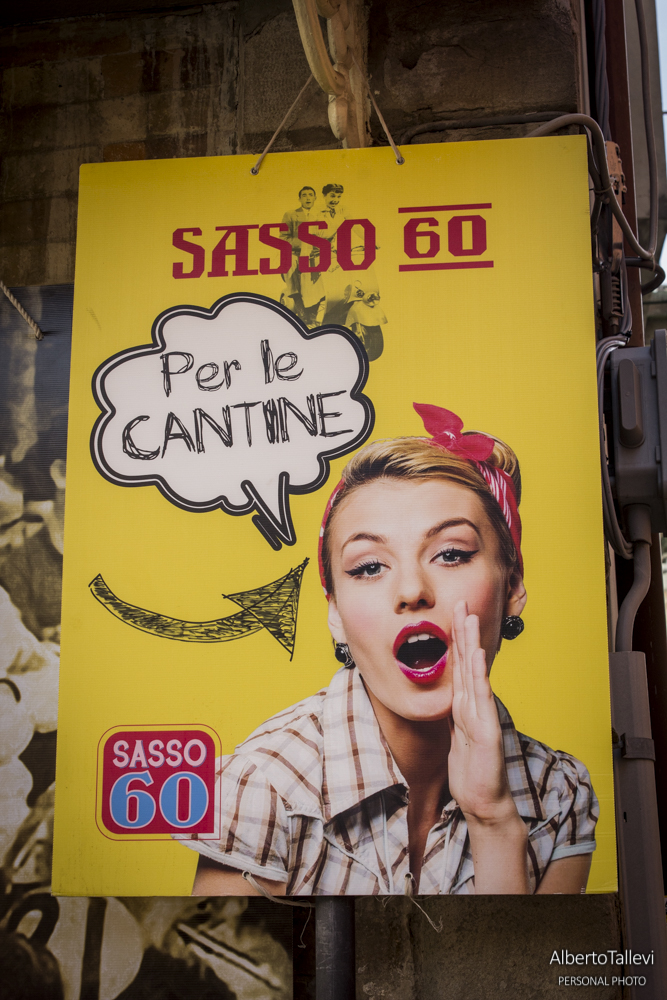 SASSO 60
Per le
CANTINE
SASSO
60
AlbertoTallevi
PERSONAL PHOTO